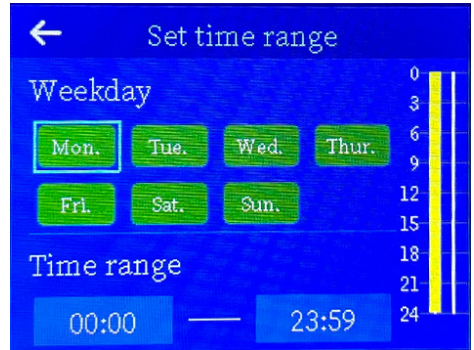 Set time range
Weekday
Mon. Tue. Wed. Thur.
Fri. Sat. Sun.
Time range
00:00 — 23:59
0
3
6
9
12
15
18
21
24